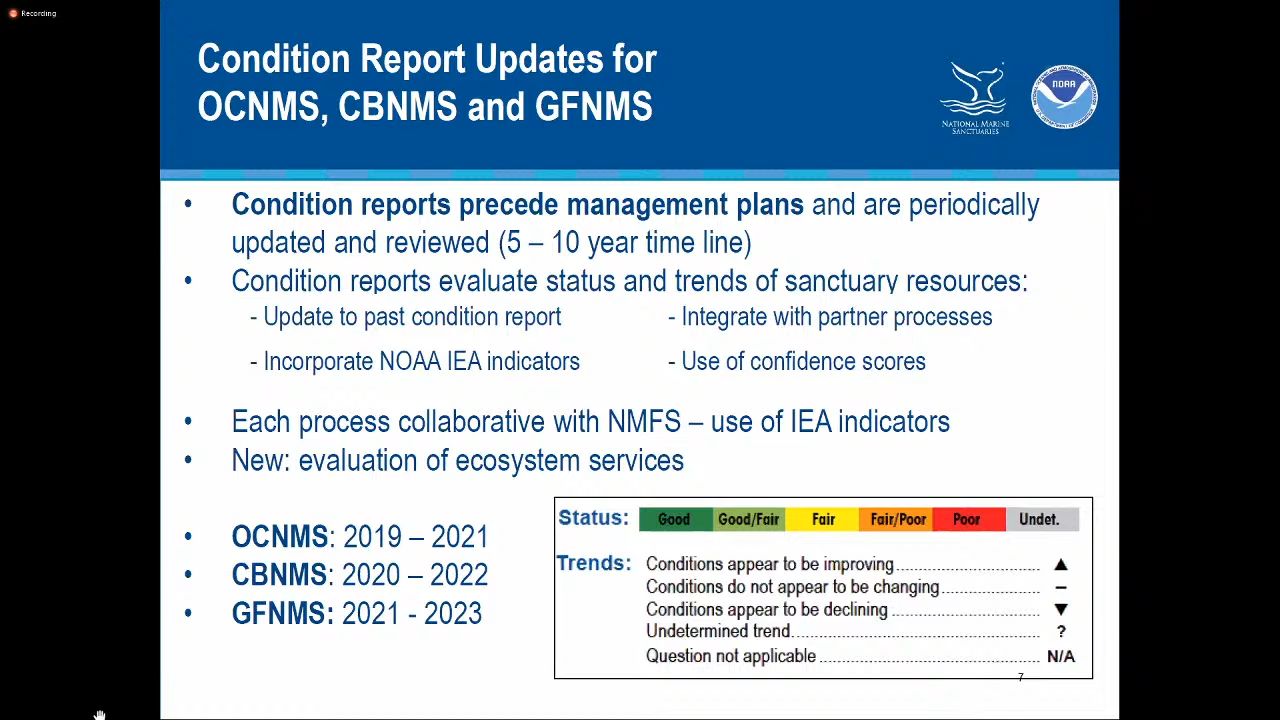 Recording
Condition Report Updates for
OCNMS, CBNMS and GFNMS
NATIONAL MARINE
SANCTUARIES
NOAA
• Condition reports precede management plans and are periodically
updated and reviewed (5 – 10 year time line)
• Condition reports evaluate status and trends of sanctuary resources:
- Update to past condition report - Integrate with partner processes
- Incorporate NOAA IEA indicators - Use of confidence scores
• Each process collaborative with NMFS – use of IEA indicators
• New: evaluation of ecosystem services
• OCNMS: 2019 – 2021
• CBNMS: 2020 – 2022
• GFNMS: 2021 - 2023
Status: Good Good/Fair Fair Fair/Poor Poor Undet.
Trends: Conditions appear to be improving ▲
Conditions do not appear to be changing –
Conditions appear to be declining ▼
Undetermined trend ?
Question not applicable N/A
7